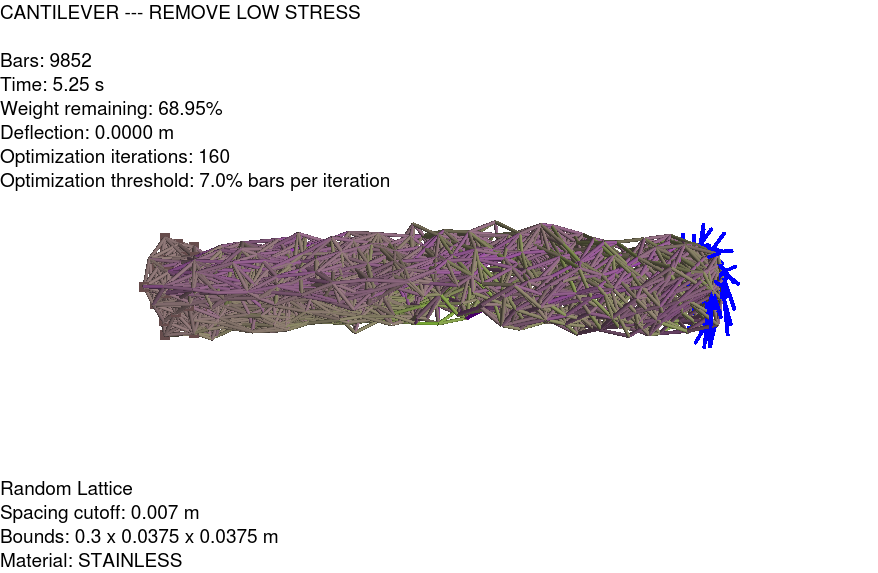 CANTILEVER --- REMOVE LOW STRESS
Bars: 9852
Time: 5.25 s
Weight remaining: 68.95%
Deflection: 0.0000 m
Optimization iterations: 160
Optimization threshold: 7.0% bars per iteration
Random Lattice
Spacing cutoff: 0.007 m
Bounds: 0.3 x 0.0375 x 0.0375 m
Material: STAINLESS